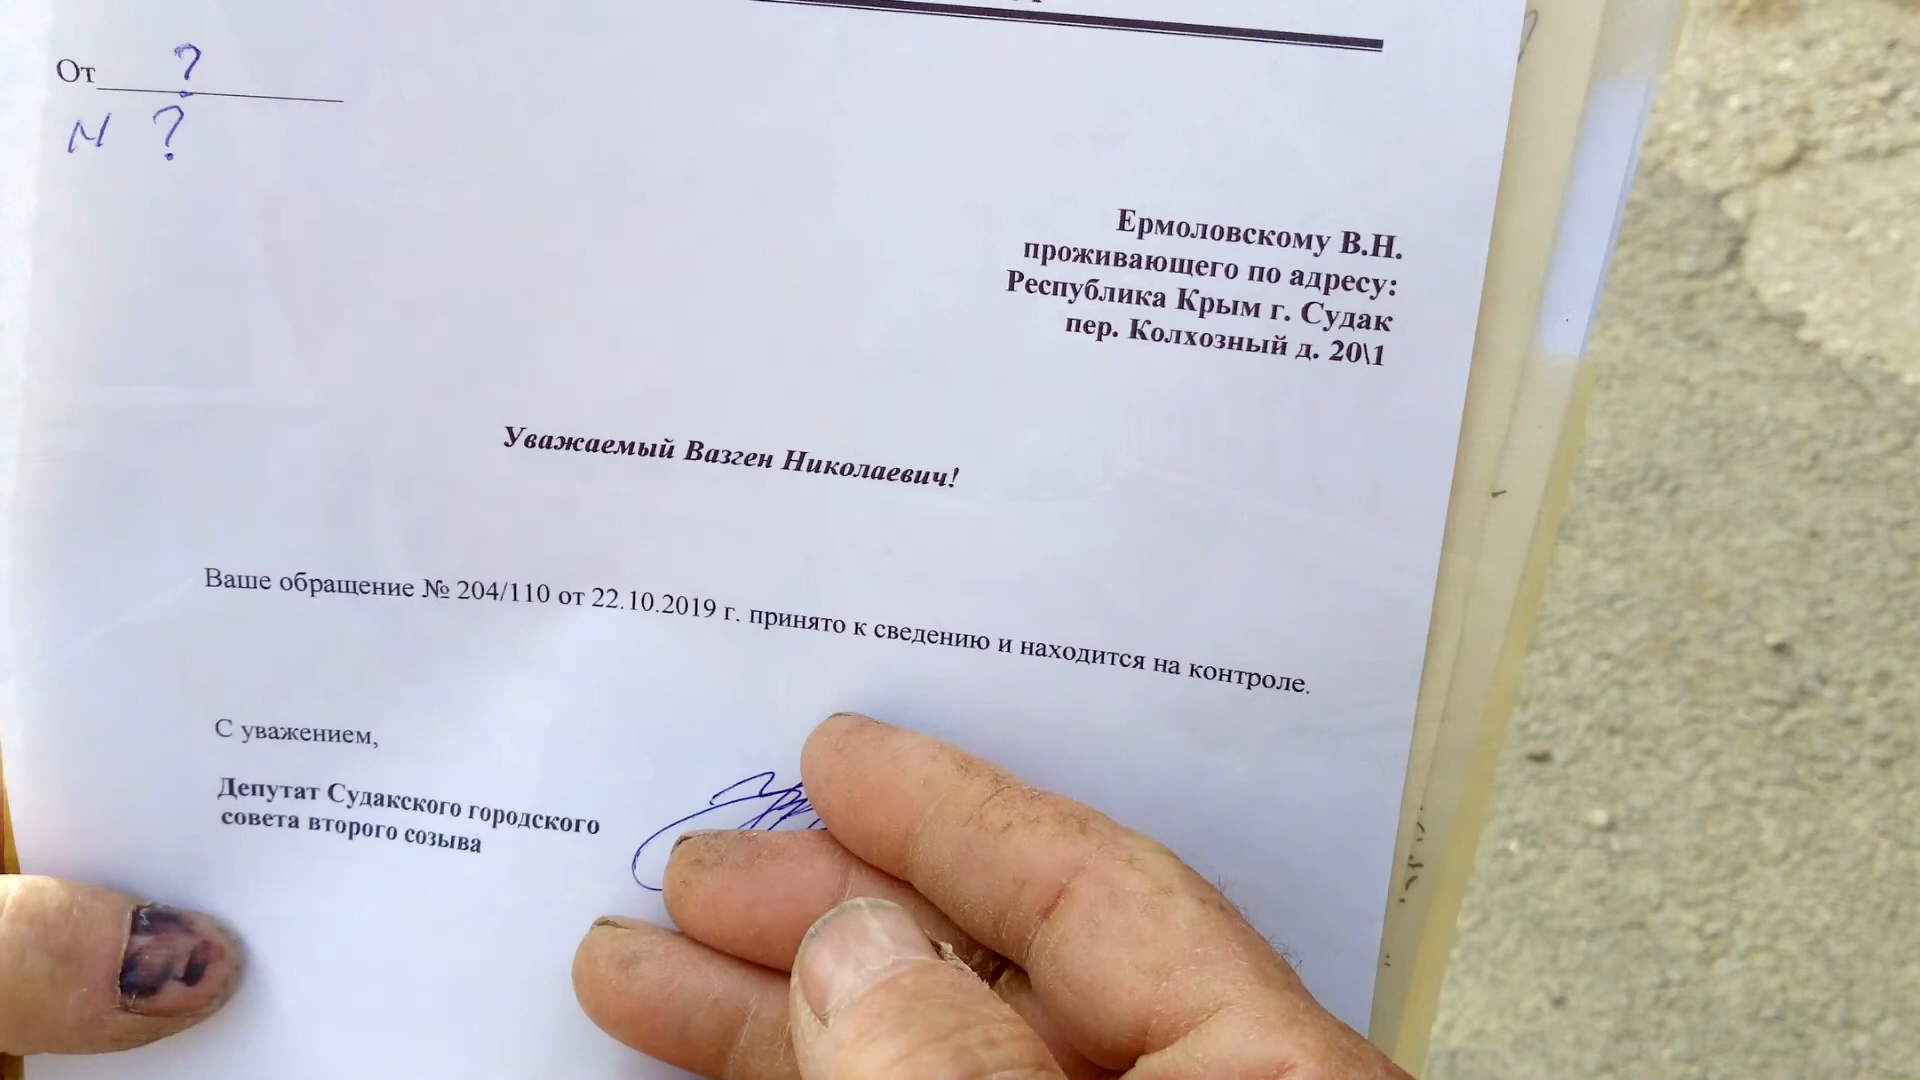 От ?
N ?
Ермоловскому В.Н.
проживающего по адресу:
Республика Крым г. Судак
пер. Колхозный д. 20\1
Уважаемый Вазген Николаевич!
Ваше обращение № 204/110 от 22.10.2019 г. принято к сведению и находится на контроле.
С уважением,
Депутат Судакского городского
совета второго созыва